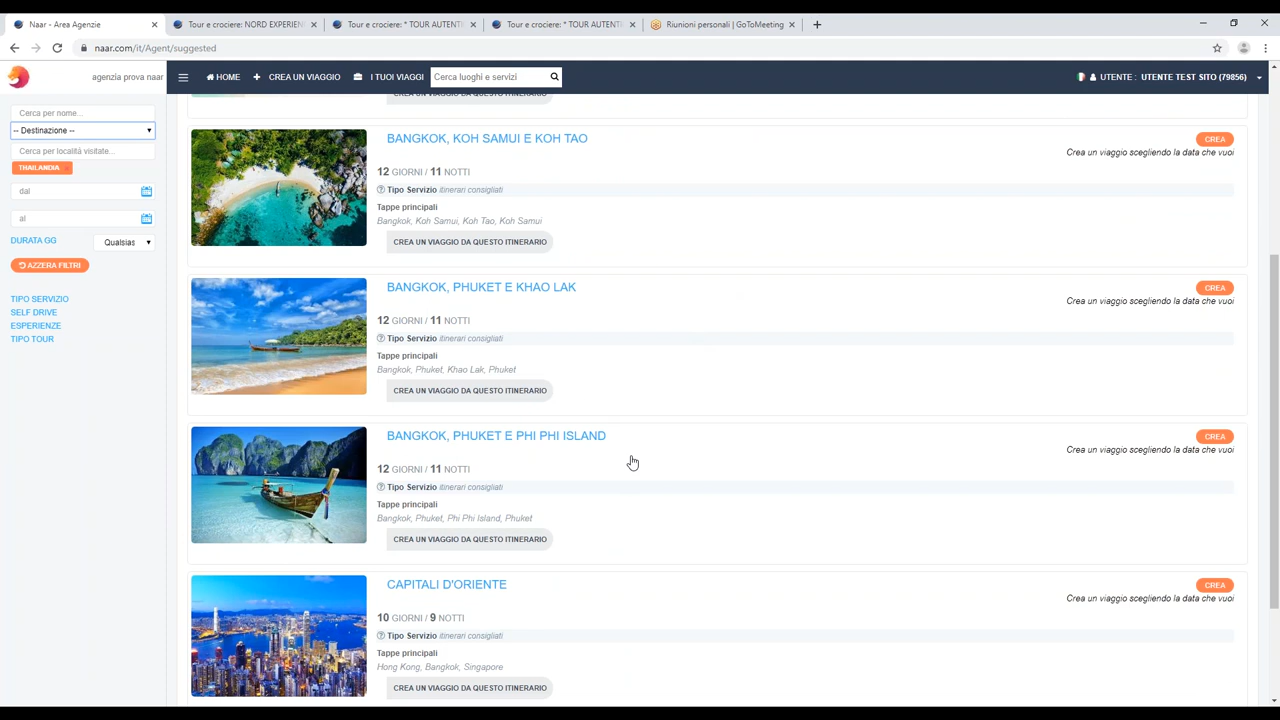 Naar - Area Agenzie
Tour e crociere: NORD EXPERIEN
Tour e crociere: * TOUR AUTENTI
Tour e crociere: * TOUR AUTENTI
Riunioni personali | GoToMeeting
naar.com/it/Agent/suggested
agenzia prova naar
HOME
CREA UN VIAGGIO
I TUOI VIAGGI
Cerca luoghi e servizi
UTENTE : UTENTE TEST SITO (79856)
Cerca per nome...
-- Destinazione --
Cerca per località visitate...
THAILANDIA
dal
al
DURATA GG
Qualsias
AZZERA FILTRI
TIPO SERVIZIO
SELF DRIVE
ESPERIENZE
TIPO TOUR
CREA UN VIAGGIO DA QUESTO ITINERARIO
BANGKOK, KOH SAMUI E KOH TAO
CREA
Crea un viaggio scegliendo la data che vuoi
12 GIORNI / 11 NOTTI
Tipo Servizio itinerari consigliati
Tappe principali
Bangkok, Koh Samui, Koh Tao, Koh Samui
CREA UN VIAGGIO DA QUESTO ITINERARIO
BANGKOK, PHUKET E KHAO LAK
CREA
Crea un viaggio scegliendo la data che vuoi
12 GIORNI / 11 NOTTI
Tipo Servizio itinerari consigliati
Tappe principali
Bangkok, Phuket, Khao Lak, Phuket
CREA UN VIAGGIO DA QUESTO ITINERARIO
BANGKOK, PHUKET E PHI PHI ISLAND
CREA
Crea un viaggio scegliendo la data che vuoi
12 GIORNI / 11 NOTTI
Tipo Servizio itinerari consigliati
Tappe principali
Bangkok, Phuket, Phi Phi Island, Phuket
CREA UN VIAGGIO DA QUESTO ITINERARIO
CAPITALI D'ORIENTE
CREA
Crea un viaggio scegliendo la data che vuoi
10 GIORNI / 9 NOTTI
Tipo Servizio itinerari consigliati
Tappe principali
Hong Kong, Bangkok, Singapore
CREA UN VIAGGIO DA QUESTO ITINERARIO